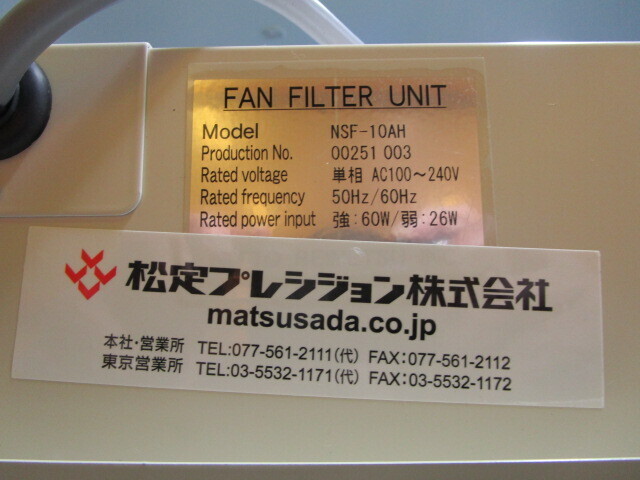 FAN FILTER UNIT
Model NSF-10AH
Production No. 00251 003
Rated voltage 単相 AC100～240V
Rated frequency 50Hz/60Hz
Rated power input 強:60W/弱:26W
松定プレシジョン株式会社
matsusada.co.jp
本社・営業所 TEL:077-561-2111(代) FAX:077-561-2112
東京営業所 TEL:03-5532-1171(代) FAX:03-5532-1172